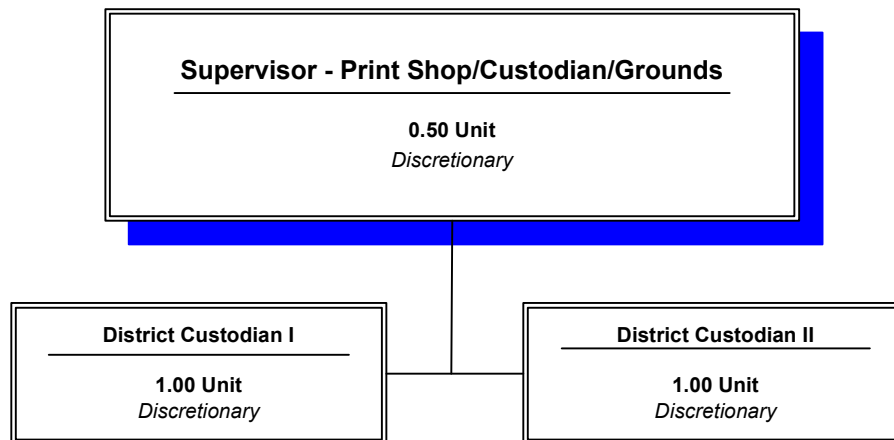 Supervisor - Print Shop/Custodian/Grounds
0.50 Unit
Discretionary
District Custodian I
1.00 Unit
Discretionary
District Custodian II
1.00 Unit
Discretionary